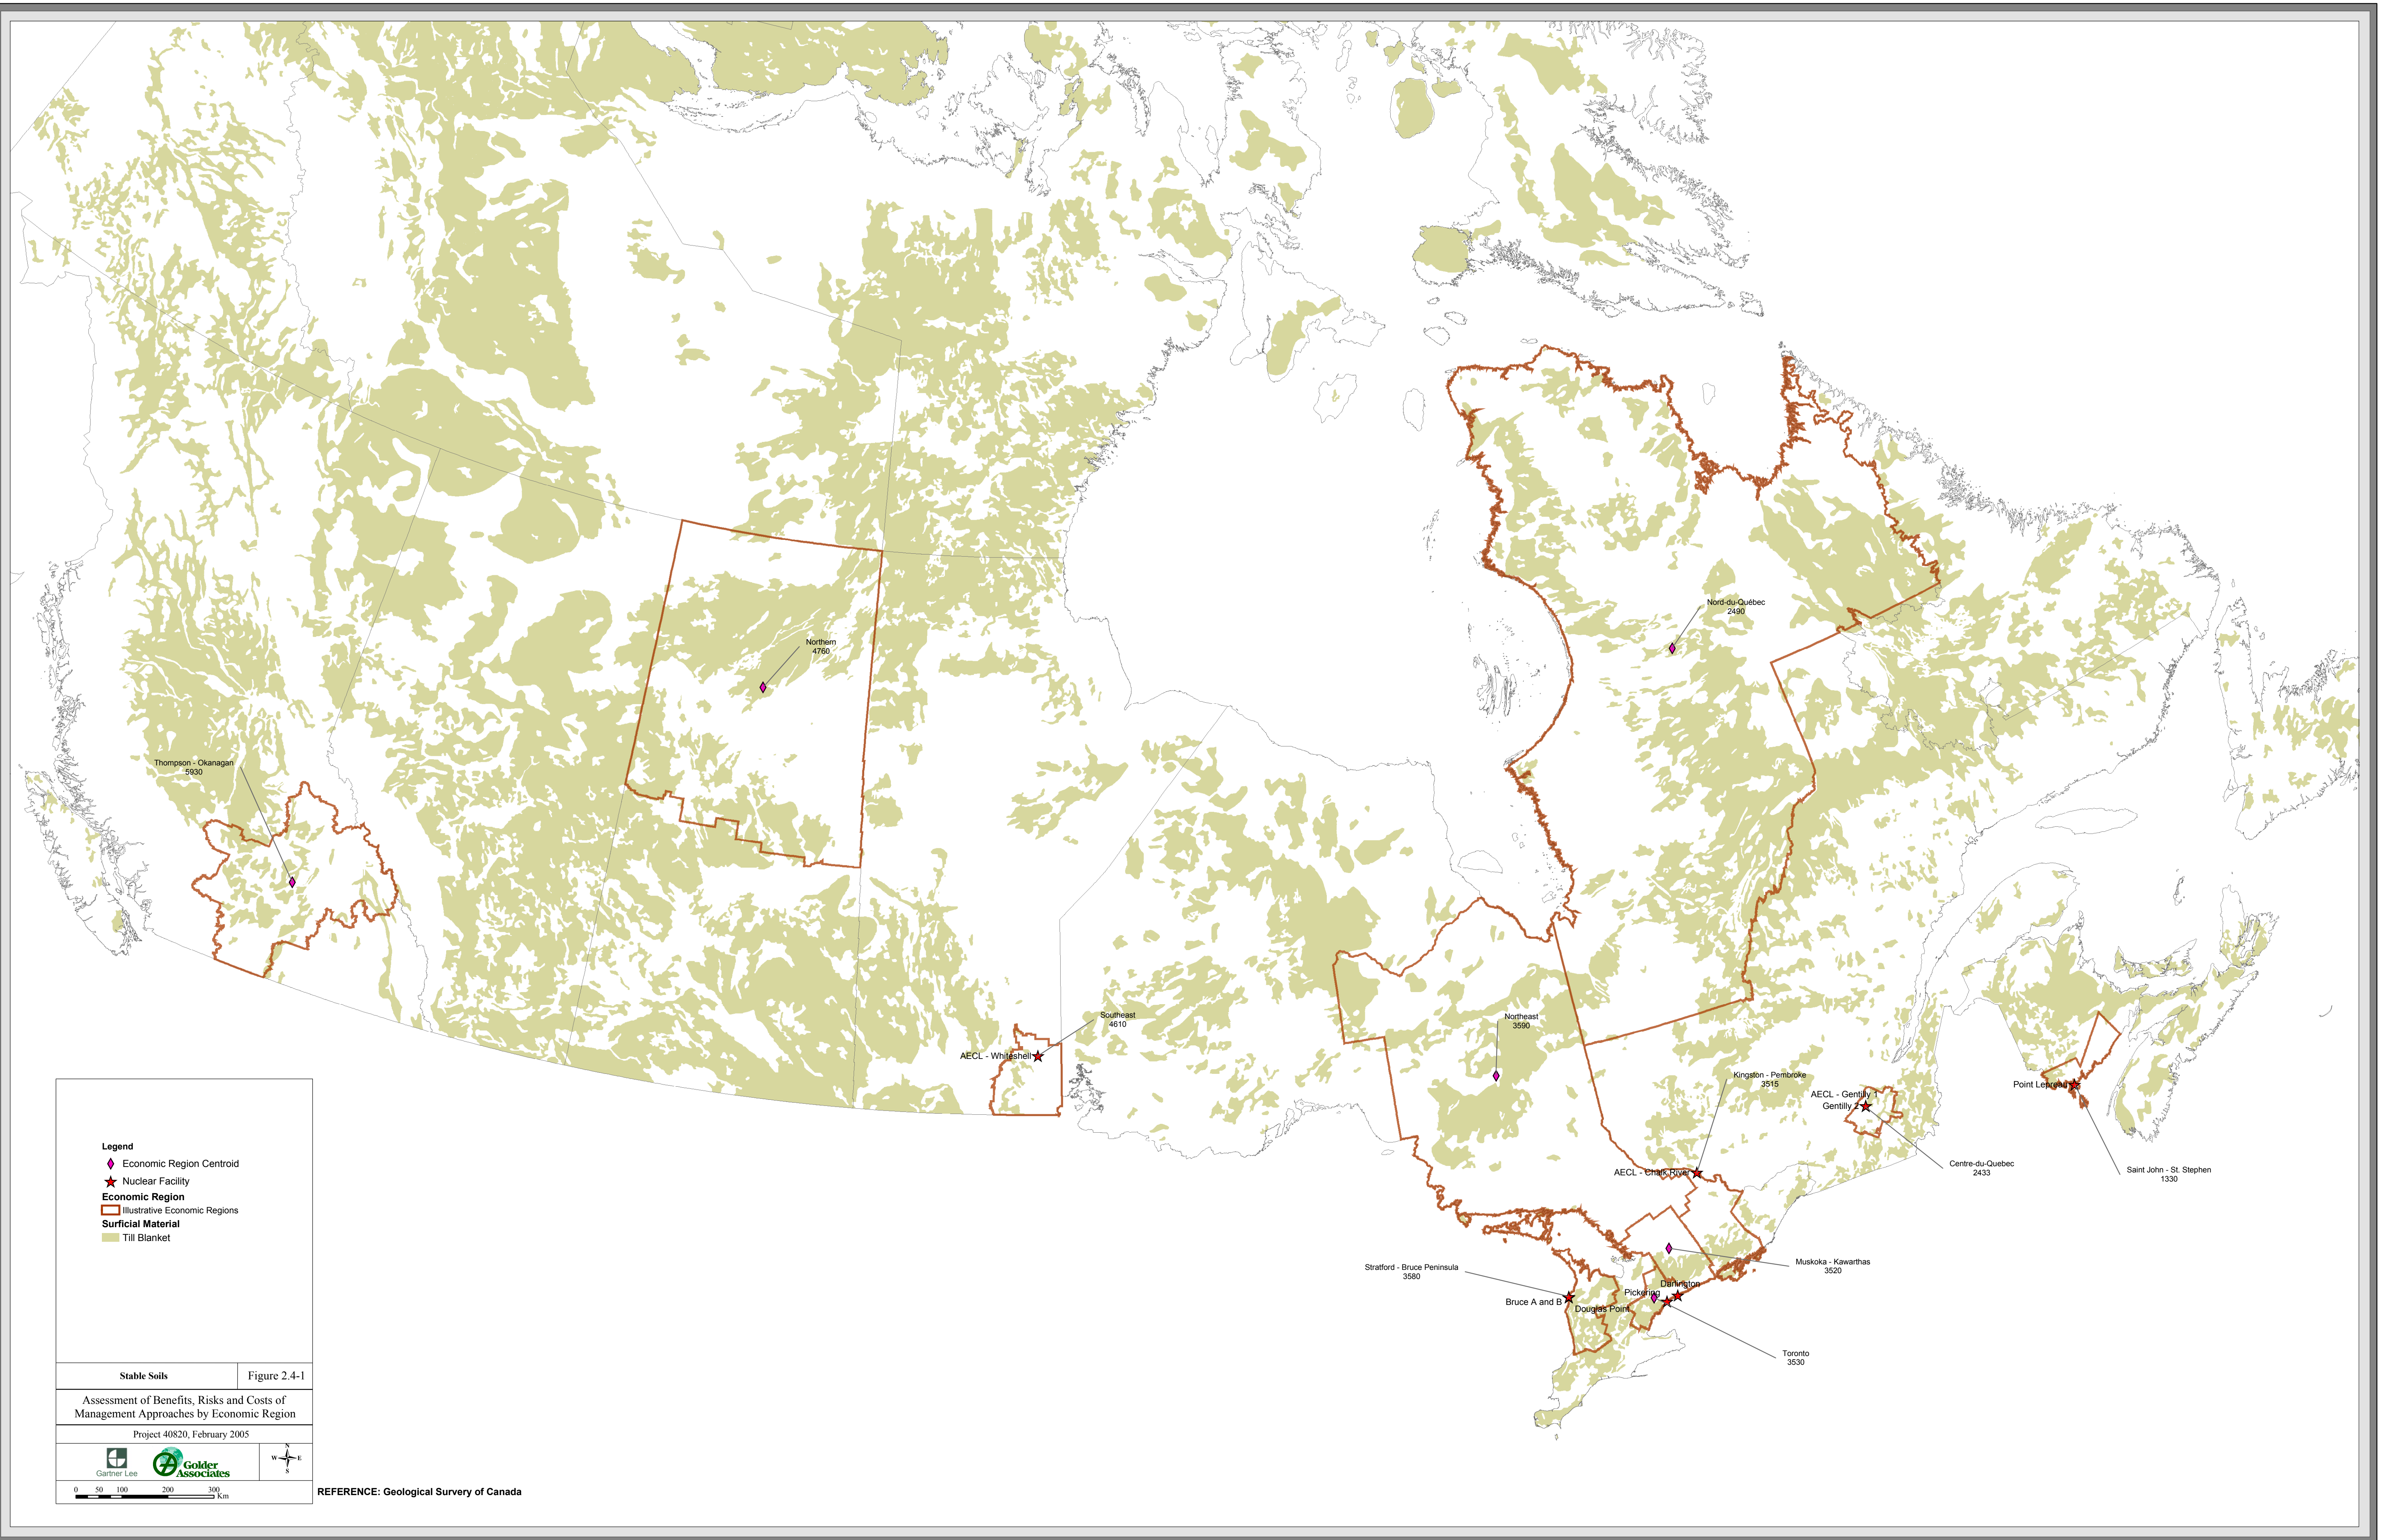 Nord-du-Québec
2490
Northern
4760
Thompson - Okanagan
5930
Southeast
4610
AECL - Whiteshell
Northeast
3590
Kingston - Pembroke
3515
AECL - Gentilly 1
Gentilly 2
Point Lepreau
AECL - Chalk River
Centre-du-Quebec
2433
Saint John - St. Stephen
1330
Stratford - Bruce Peninsula
3580
Muskoka - Kawarthas
3520
Darlington
Pickering
Bruce A and B
Douglas Point
Toronto
3530
Legend
Economic Region Centroid
Nuclear Facility
Economic Region
Illustrative Economic Regions
Surficial Material
Till Blanket
Stable Soils
Figure 2.4-1
Assessment of Benefits, Risks and Costs of
Management Approaches by Economic Region
Project 40820, February 2005
Gartner Lee
Golder
Associates
N
W E
S
0 50 100 200 300
Km
REFERENCE: Geological Survey of Canada